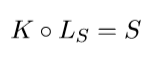 K ∘ L_S = S